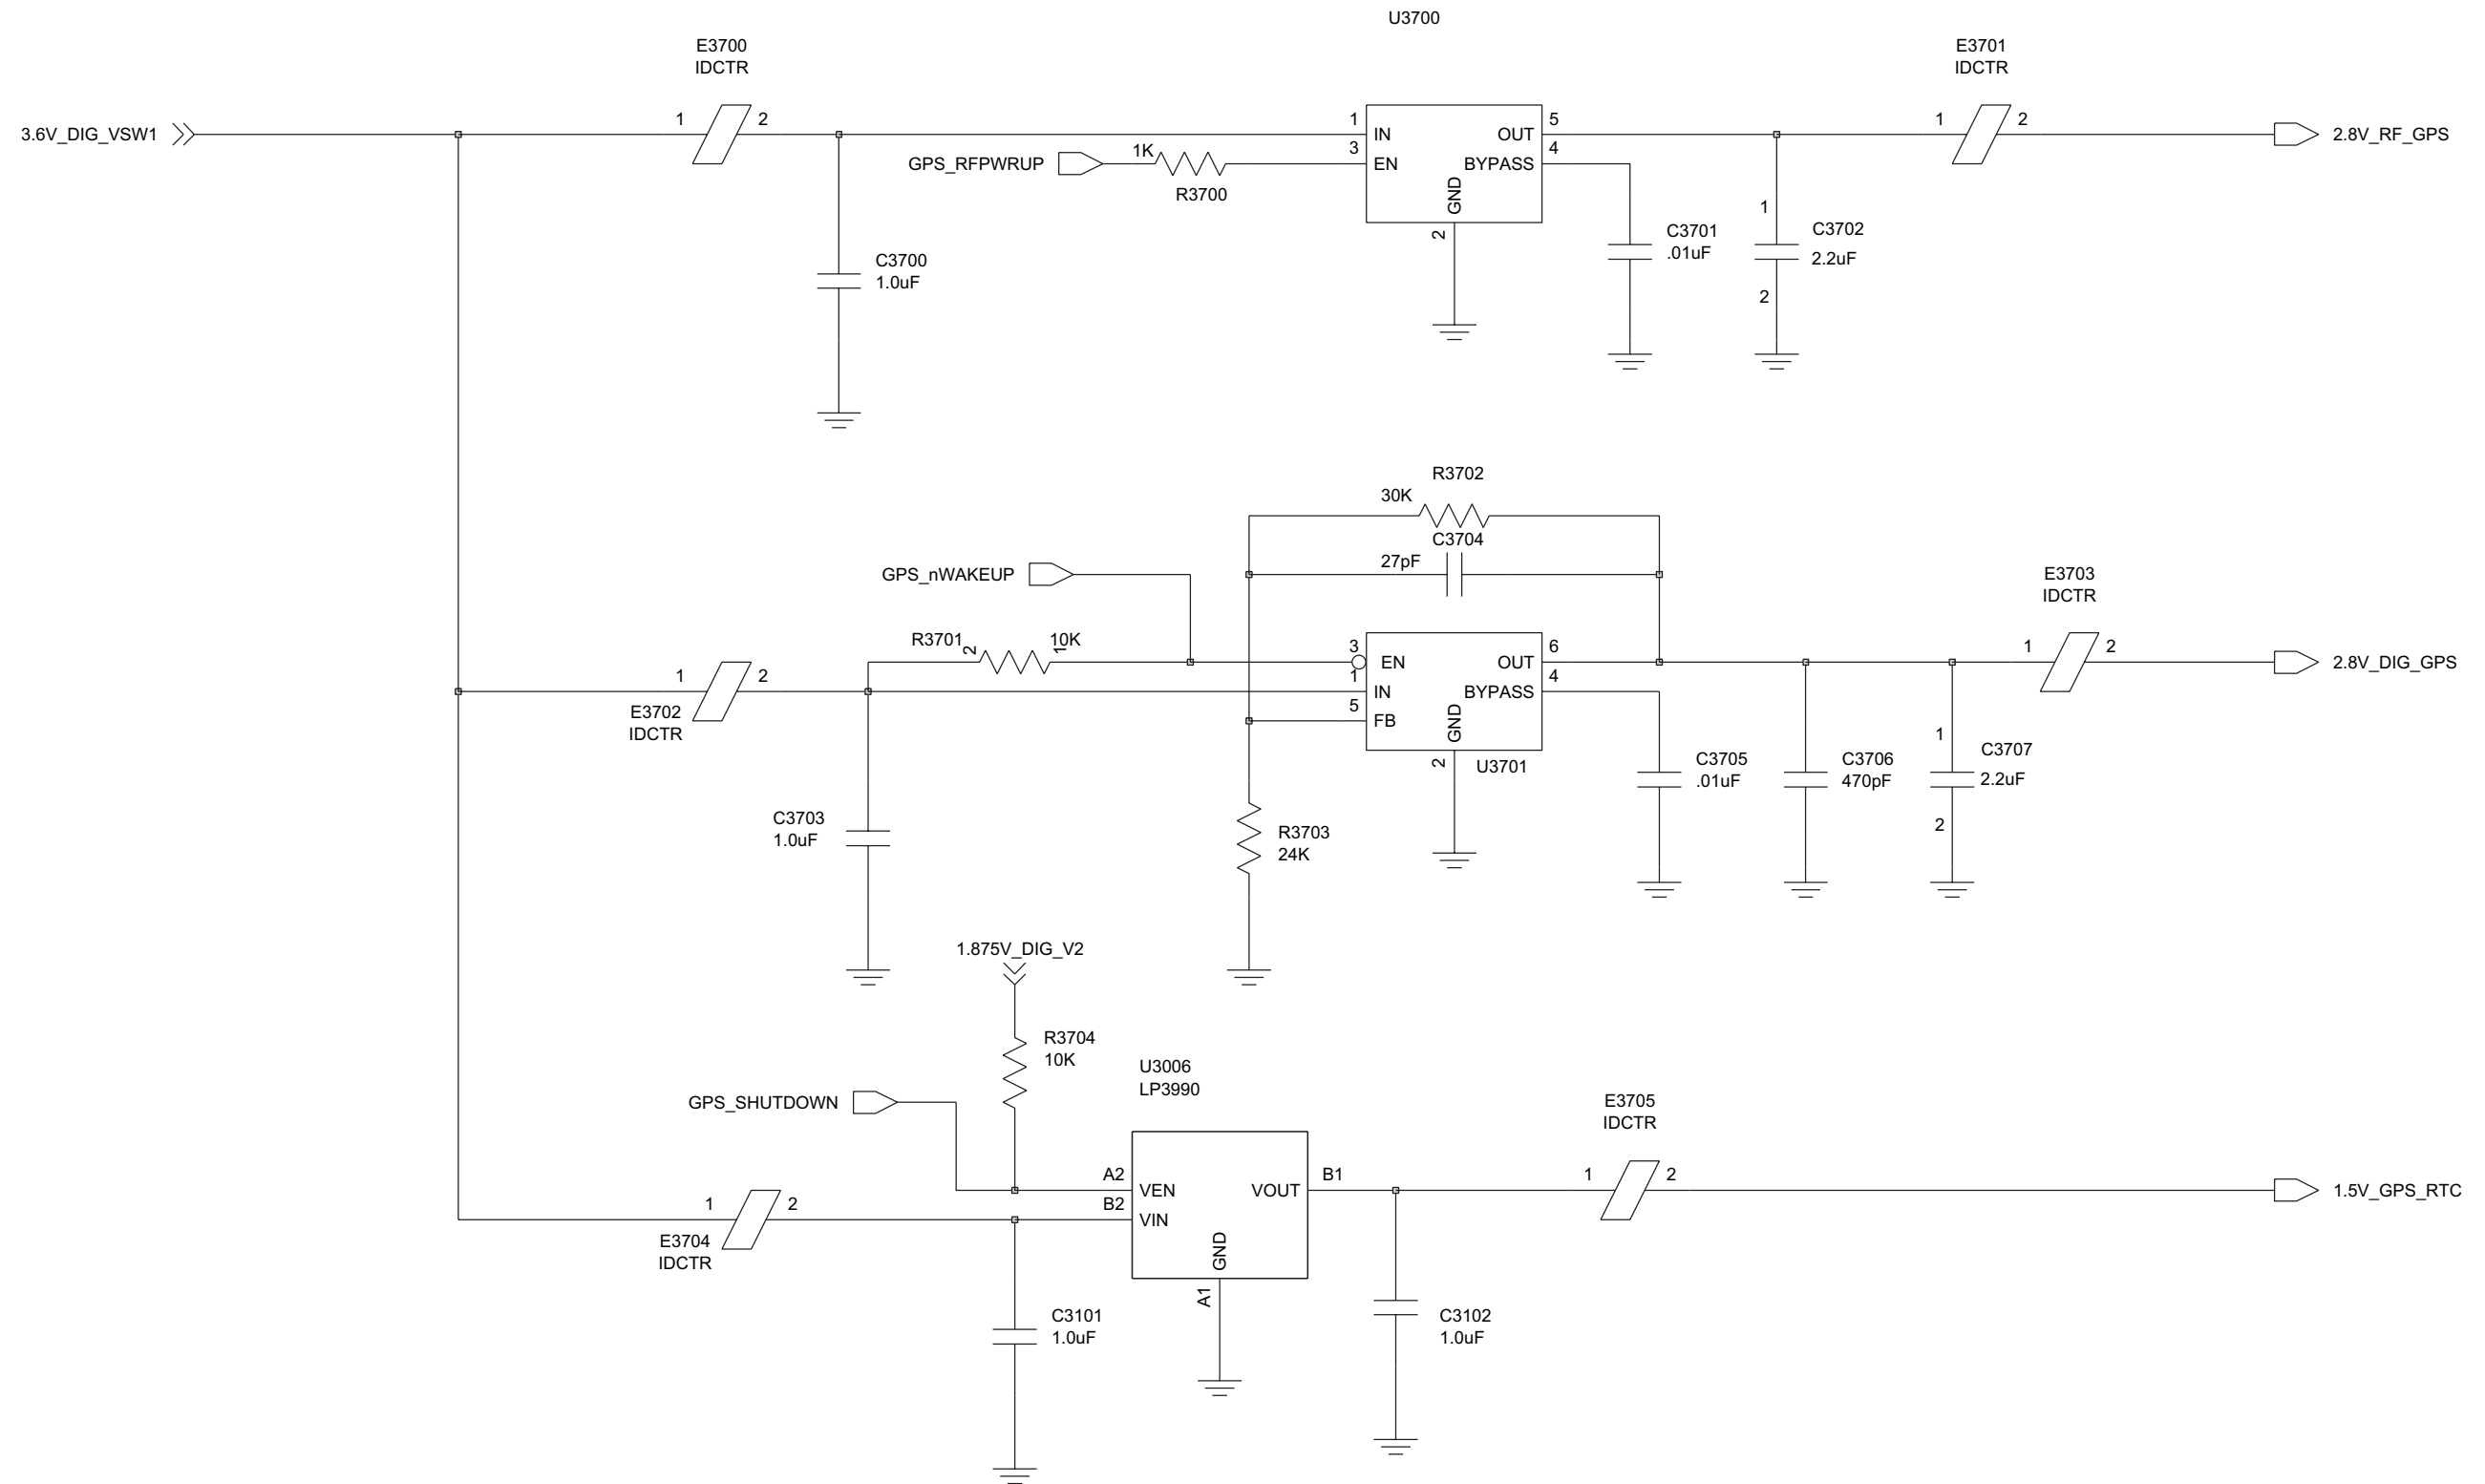 U3700
E3700
IDCTR
E3701
IDCTR
3.6V_DIG_VSW1
1
2
1
IN
OUT
5
1
2
2.8V_RF_GPS
GPS_RFPWRUP
1K
R3700
3
EN
BYPASS
4
GND
2
C3700
1.0uF
C3701
.01uF
1
C3702
2.2uF
2
R3702
30K
C3704
27pF
GPS_nWAKEUP
E3703
IDCTR
R3701
2
10K
1
3
EN
OUT
6
1
2
2.8V_DIG_GPS
1
2
E3702
IDCTR
1
IN
BYPASS
4
5
FB
GND
2
U3701
C3703
1.0uF
R3703
24K
C3705
.01uF
C3706
470pF
1
C3707
2.2uF
2
1.875V_DIG_V2
R3704
10K
U3006
LP3990
GPS_SHUTDOWN
E3705
IDCTR
A2
VEN
VOUT
B1
1
2
1.5V_GPS_RTC
1
2
E3704
IDCTR
B2
VIN
GND
A1
C3101
1.0uF
C3102
1.0uF